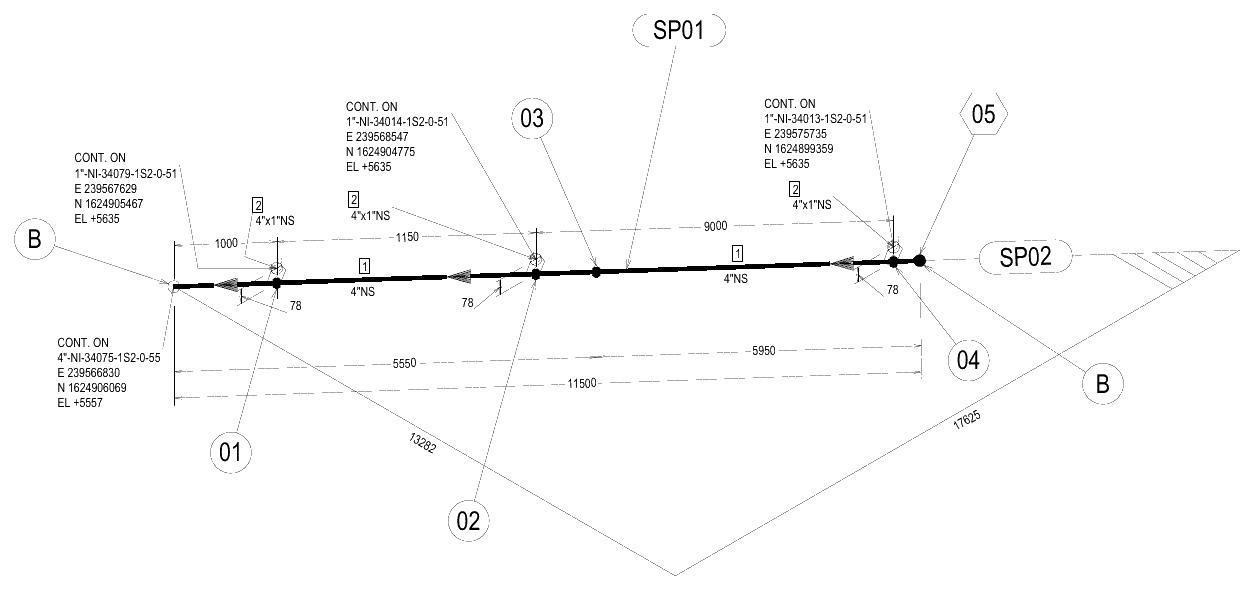 SP01
CONT. ON
1"-NI-34014-1S2-0-51
E 239568547
N 1624904775
EL +5635
03
CONT. ON
1"-NI-34013-1S2-0-51
E 239575735
N 1624899359
EL +5635
05
CONT. ON
1"-NI-34079-1S2-0-51
E 239567629
N 1624905467
EL +5635
2
4"x1"NS
2
4"x1"NS
2
4"x1"NS
B
1000
1150
9000
SP02
1
4"NS
1
4"NS
78
78
78
CONT. ON
4"-NI-34075-1S2-0-55
E 239566830
N 1624906069
EL +5557
5550
5950
11500
04
B
01
13282
17625
02